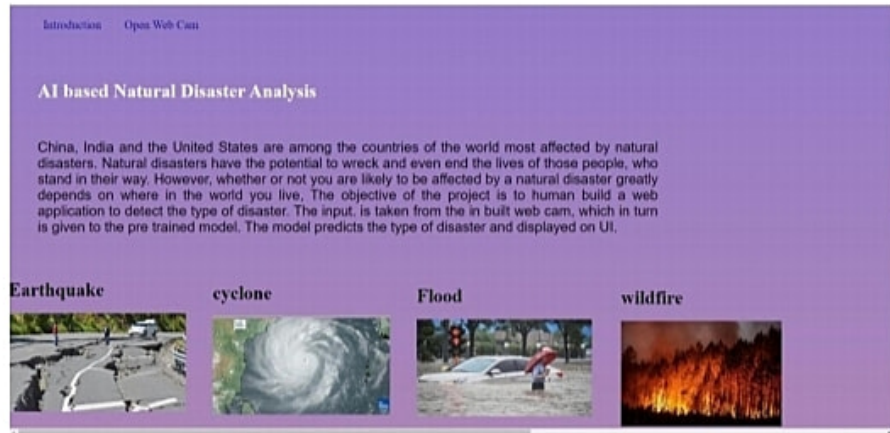 Introduction Open Web Cam
AI based Natural Disaster Analysis
China, India and the United States are among the countries of the world most affected by natural
disasters. Natural disasters have the potential to wreck and even end the lives of those people, who
stand in their way. However, whether or not you are likely to be affected by a natural disaster greatly
depends on where in the world you live, The objective of the project is to human build a web
application to detect the type of disaster. The input. is taken from the in built web cam, which in turn
is given to the pre trained model. The model predicts the type of disaster and displayed on UI.
Earthquake cyclone Flood wildfire